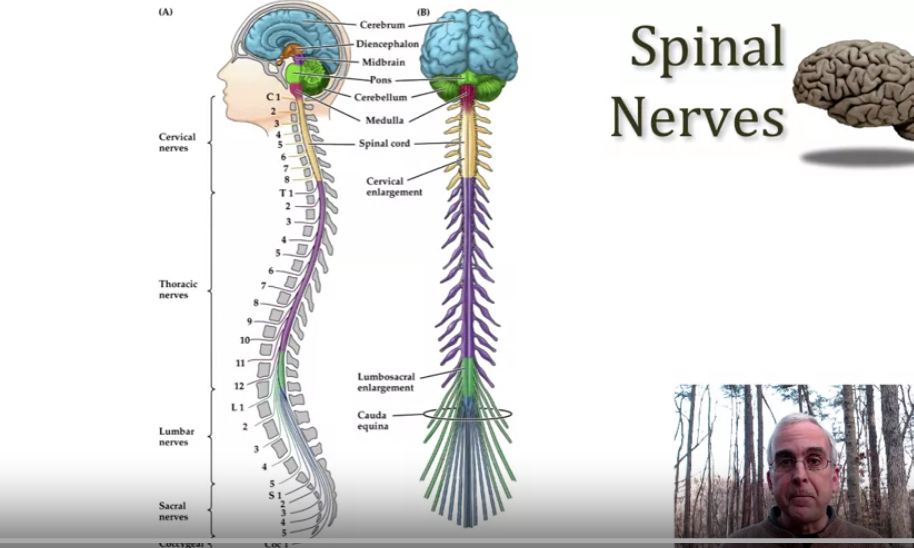 (A)
(B)
Spinal
Nerves
Cerebrum
Diencephalon
Midbrain
Pons
Cerebellum
Medulla
Spinal cord
Cervical
enlargement
Lumbosacral
enlargement
Cauda
equina
Cervical
nerves
C 1
2
3
4
5
6
7
8
Thoracic
nerves
T 1
2
3
4
5
6
7
8
9
10
11
12
Lumbar
nerves
L 1
2
3
4
5
Sacral
nerves
S 1
2
3
4
5
Coccygeal
Coc 1